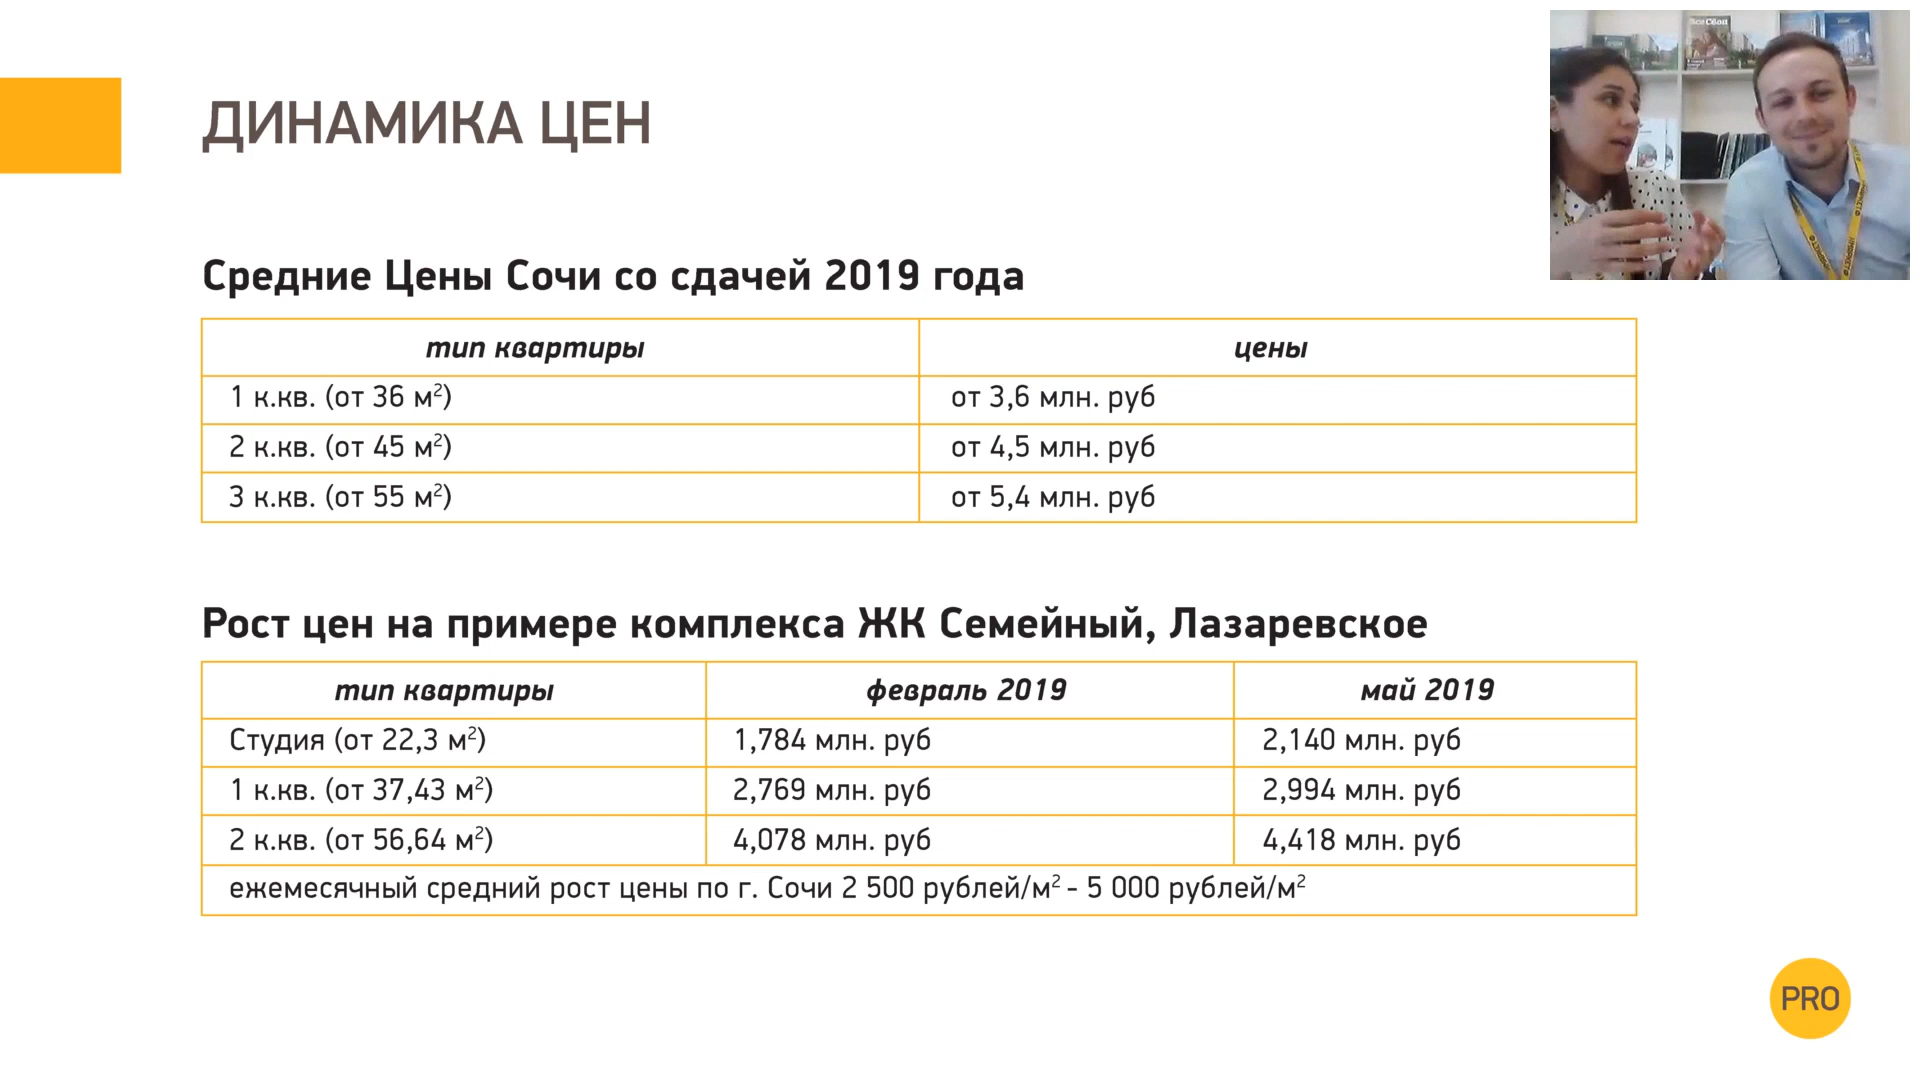 ДИНАМИКА ЦЕН
Средние Цены Сочи со сдачей 2019 года
тип квартиры цены
1 к.кв. (от 36 м²) от 3,6 млн. руб
2 к.кв. (от 45 м²) от 4,5 млн. руб
3 к.кв. (от 55 м²) от 5,4 млн. руб
Рост цен на примере комплекса ЖК Семейный, Лазаревское
тип квартиры февраль 2019 май 2019
Студия (от 22,3 м²) 1,784 млн. руб 2,140 млн. руб
1 к.кв. (от 37,43 м²) 2,769 млн. руб 2,994 млн. руб
2 к.кв. (от 56,64 м²) 4,078 млн. руб 4,418 млн. руб
ежемесячный средний рост цены по г. Сочи 2 500 рублей/м² - 5 000 рублей/м²
PRO